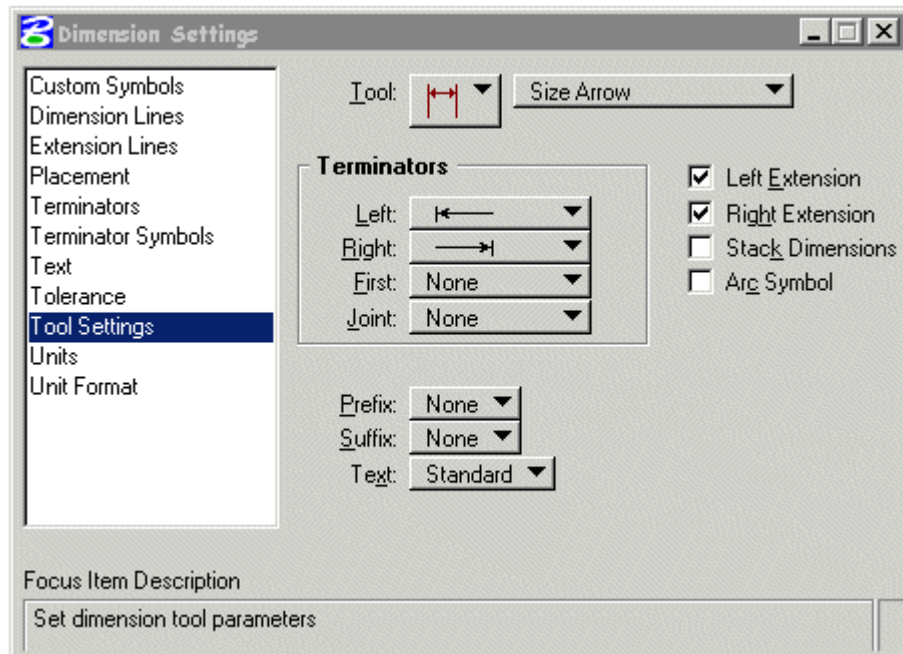 Dimension Settings
Custom Symbols
Dimension Lines
Extension Lines
Placement
Terminators
Terminator Symbols
Text
Tolerance
Tool Settings
Units
Unit Format
Tool: Size Arrow
Terminators
Left:
Right:
First: None
Joint: None
Left Extension
Right Extension
Stack Dimensions
Arc Symbol
Prefix: None
Suffix: None
Text: Standard
Focus Item Description
Set dimension tool parameters